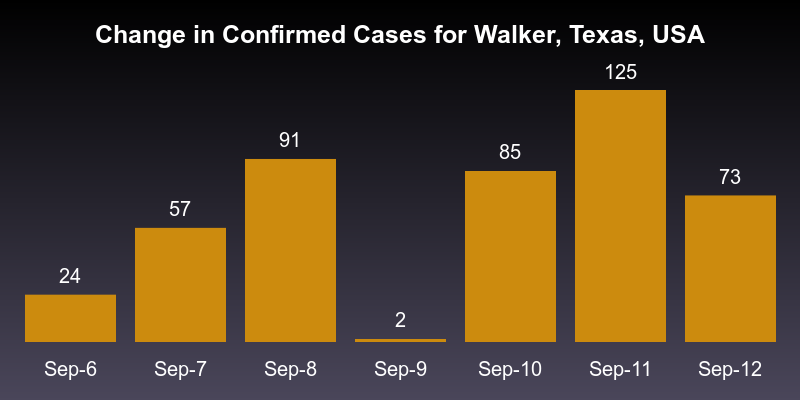 Change in Confirmed Cases for Walker, Texas, USA
24
57
91
2
85
125
73
Sep-6
Sep-7
Sep-8
Sep-9
Sep-10
Sep-11
Sep-12